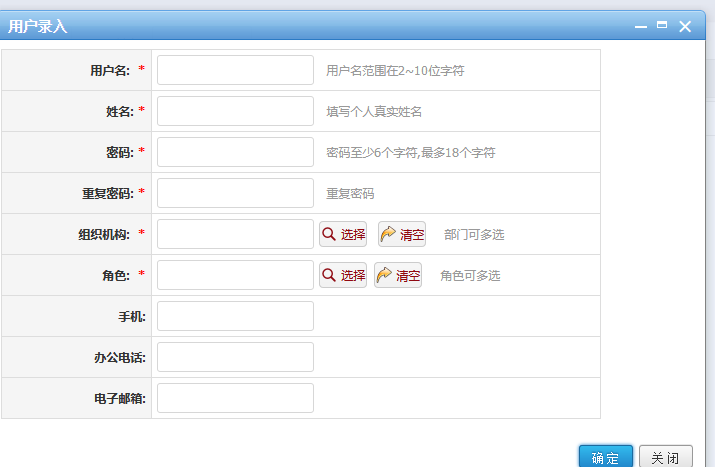 用户录入
用户名: * 用户名范围在2~10位字符
姓名: * 填写个人真实姓名
密码: * 密码至少6个字符,最多18个字符
重复密码: * 重复密码
组织机构: * 选择 清空 部门可多选
角色: * 选择 清空 角色可多选
手机:
办公电话:
电子邮箱:
确定 关闭